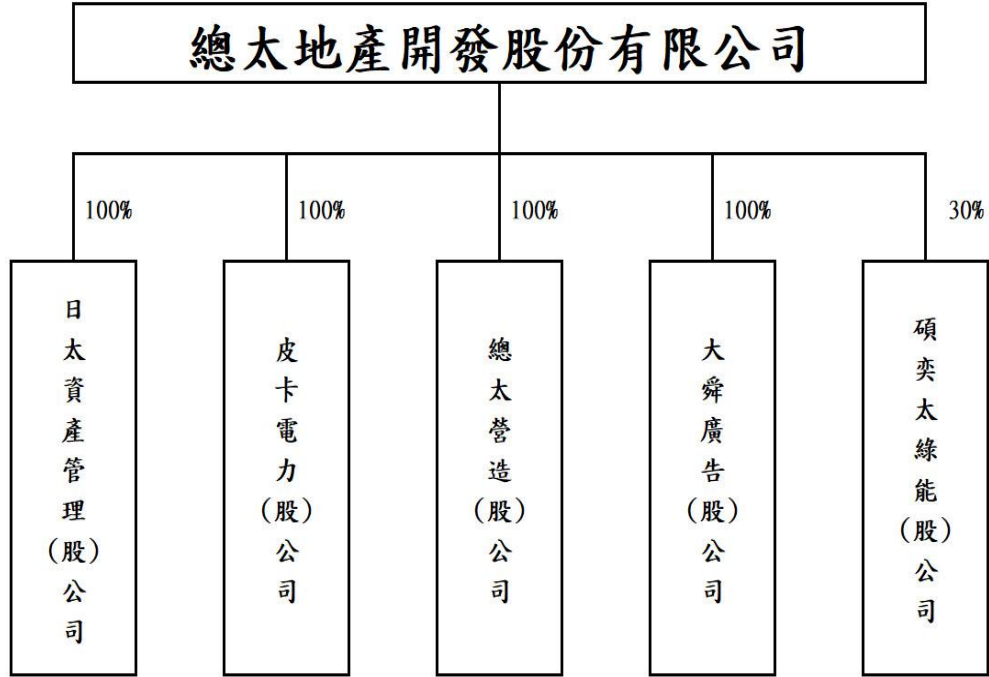 總太地產開發股份有限公司
100%
100%
100%
100%
30%
日太資產管理(股)公司
皮卡電力(股)公司
總太營造(股)公司
大舜廣告(股)公司
碩奕太綠能(股)公司